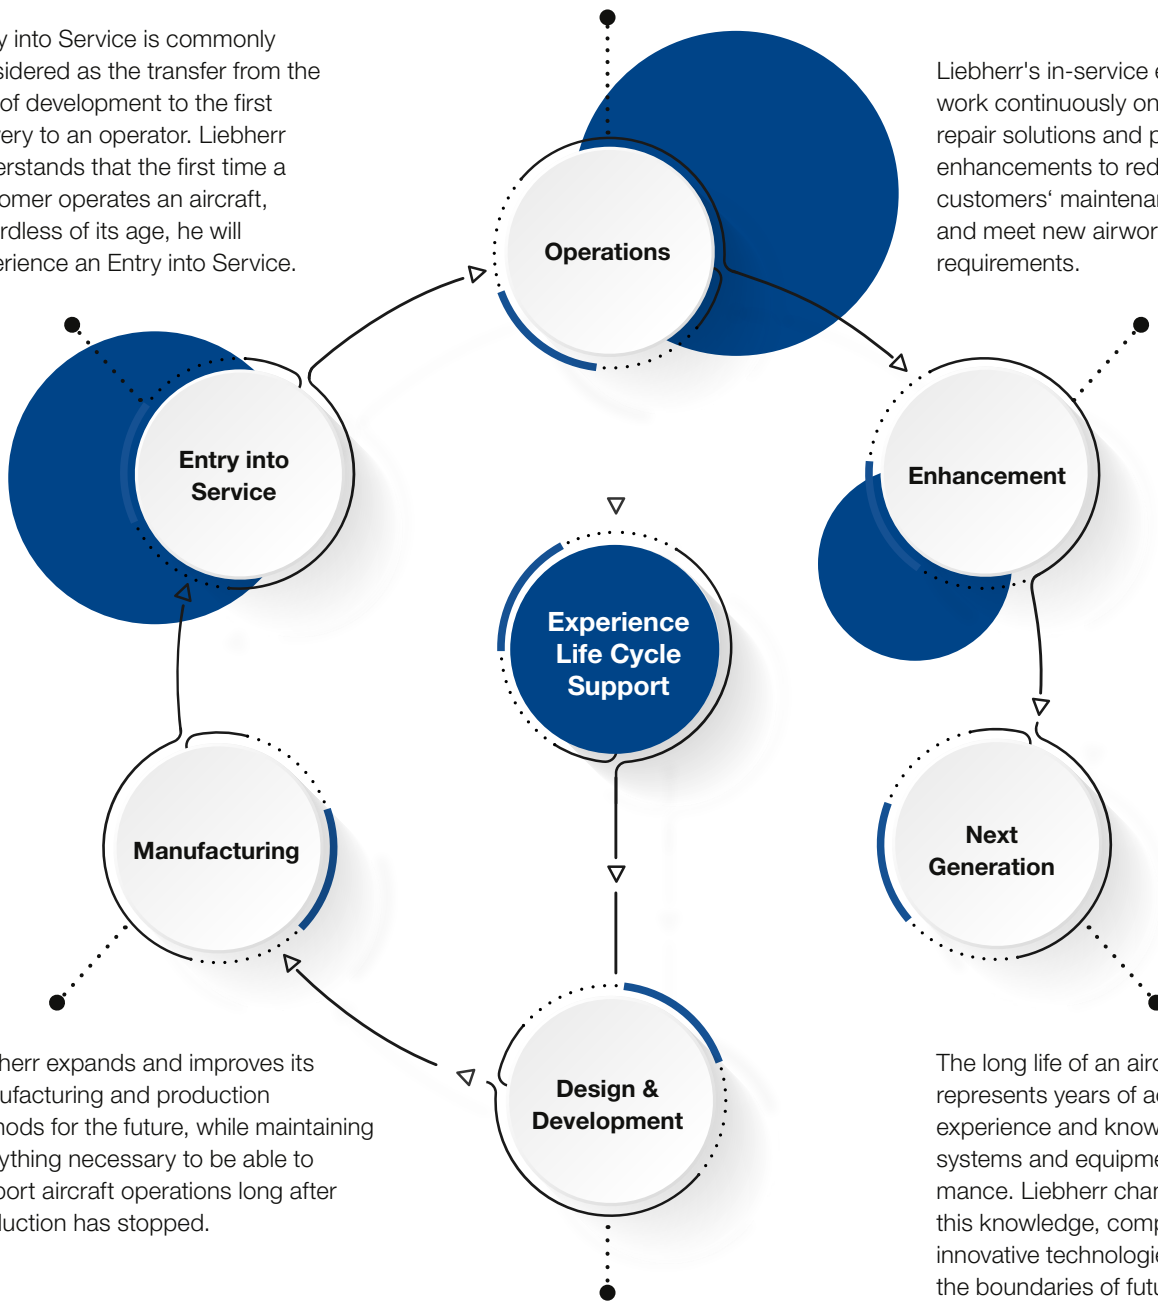 y into Service is commonly
sidered as the transfer from the
of development to the first
ery to an operator. Liebherr
erstands that the first time a
omer operates an aircraft,
rdless of its age, he will
erience an Entry into Service.
Liebherr's in-service e
work continuously on
repair solutions and p
enhancements to red
customers‘ maintenan
and meet new airwor
requirements.
Operations
Entry into
Service
Enhancement
Experience
Life Cycle
Support
Manufacturing
Next
Generation
Design &
Development
herr expands and improves its
ufacturing and production
hods for the future, while maintaining
ything necessary to be able to
port aircraft operations long after
duction has stopped.
The long life of an airc
represents years of ac
experience and know
systems and equipme
mance. Liebherr chan
this knowledge, comp
innovative technologie
the boundaries of futu